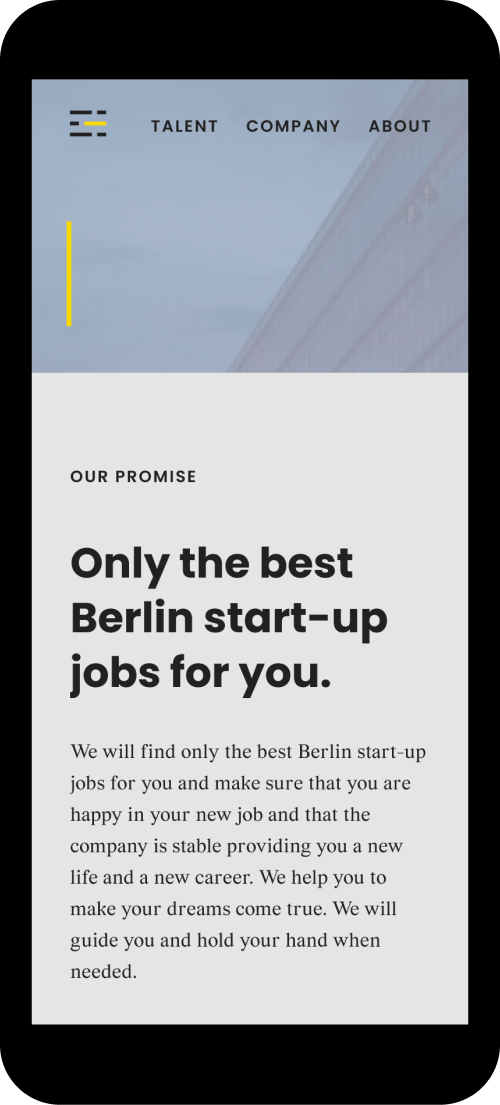 TALENT COMPANY ABOUT
OUR PROMISE
Only the best
Berlin start-up
jobs for you.
We will find only the best Berlin start-up
jobs for you and make sure that you are
happy in your new job and that the
company is stable providing you a new
life and a new career. We help you to
make your dreams come true. We will
guide you and hold your hand when
needed.